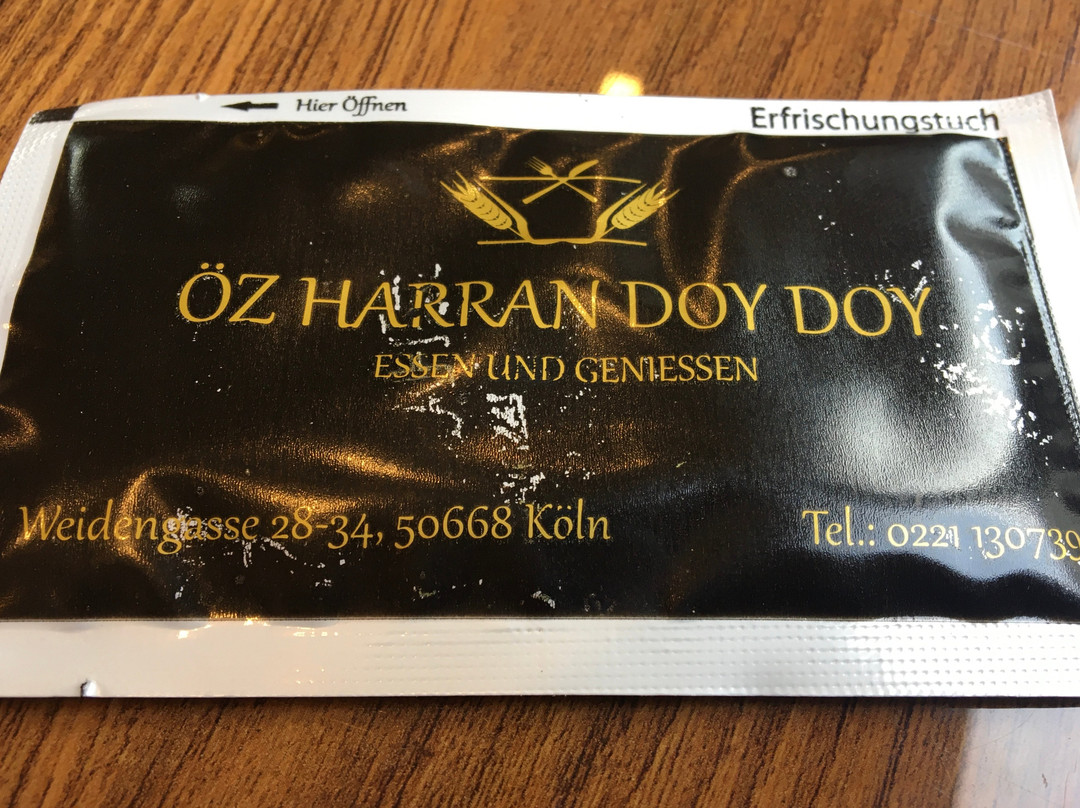 Hier Öffnen
Erfrischungstuch
ÖZ HARRAN DOY DOY
ESSEN UND GENIESSEN
Weidengasse 28-34, 50668 Köln
Tel.: 0221 130739